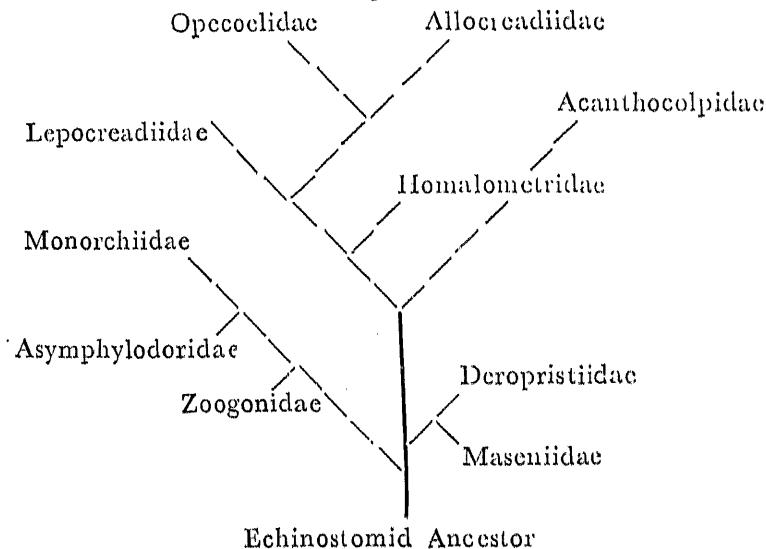 Opecoelidae Allocreadiidae
Acanthocolpidae
Lepocreadiidae
Homalometridae
Monorchiidae
Asymphylodoridae
Deropristiidae
Zoogonidae
Maseniidae
Echinostomid Ancestor